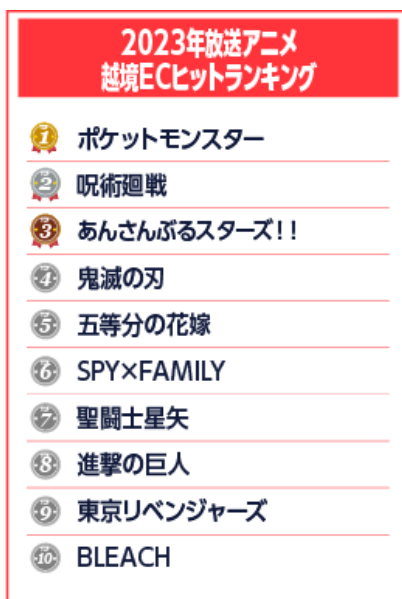 2023年放送アニメ
越境ECヒットランキング
1 ポケットモンスター
2 呪術廻戦
3 あんさんぶるスターズ!!
4 鬼滅の刃
5 五等分の花嫁
6 SPY×FAMILY
7 聖闘士星矢
8 進撃の巨人
9 東京リベンジャーズ
10 BLEACH